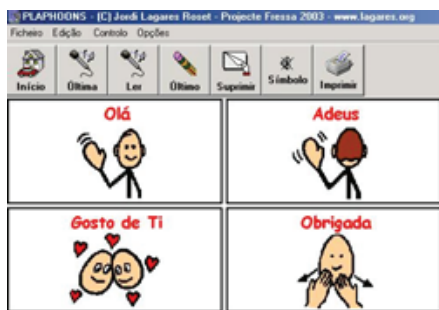 PLAPHOONS - (C) Jordi Lagares Roset - Projecte Fressa 2003 - www.lagares.org
Ficheiro Edição Controlo Opções
Início Última Ler Último Suprimir Símbolo Imprimir
Olá Adeus
Gosto de Ti Obrigada